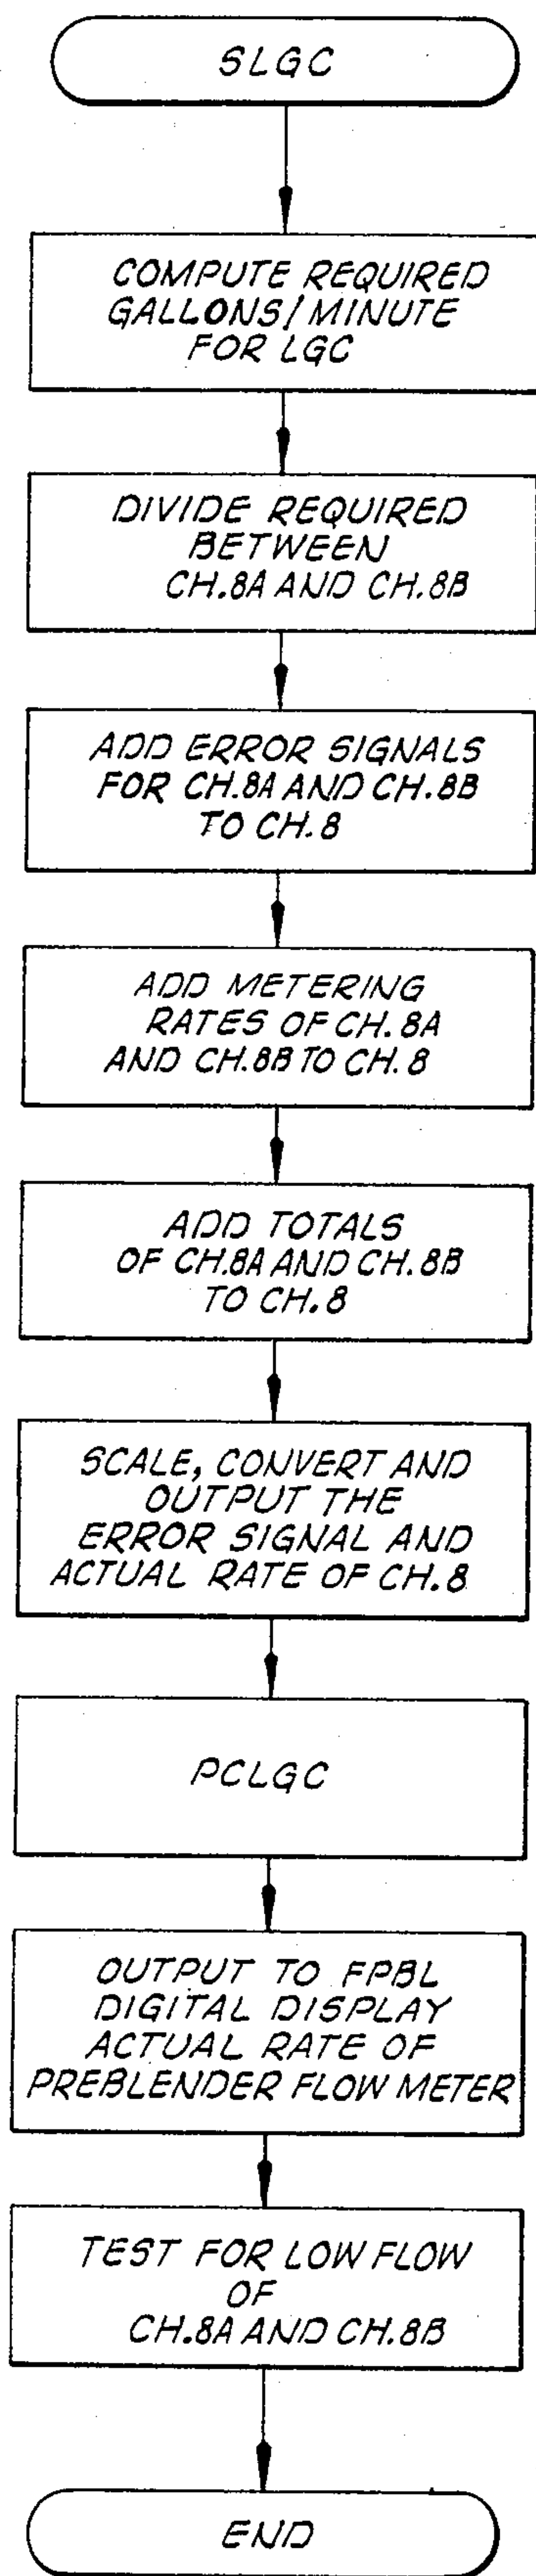 SLGC
COMPUTE REQUIRED
GALLONS/MINUTE
FOR LGC
DIVIDE REQUIRED
BETWEEN
CH.8A AND CH.8B
ADD ERROR SIGNALS
FOR CH.8A AND CH.8B
TO CH.8
ADD METERING
RATES OF CH.8A
AND CH.8B TO CH.8
ADD TOTALS
OF CH.8A AND CH.8B
TO CH.8
SCALE, CONVERT AND
OUTPUT THE
ERROR SIGNAL AND
ACTUAL RATE OF CH.8
PCLGC
OUTPUT TO FPBL
DIGITAL DISPLAY
ACTUAL RATE OF
PREBLENDER FLOW METER
TEST FOR LOW FLOW
OF
CH.8A AND CH.8B
END